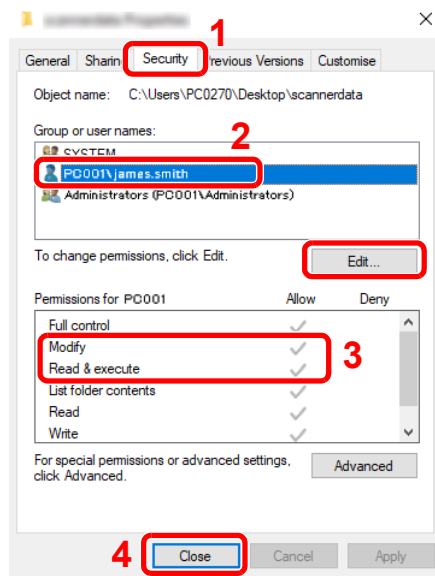 1
General Sharin Security revious Versions Customise
Object name: C:\Users\PC0270\Desktop\scannerdata
Group or user names:
2
SYSTEM
PC001\james.smith
Administrators (PC001\Administrators)
To change permissions, click Edit.
Edit...
Permissions for PC001 Allow Deny
Full control
Modify
Read & execute
3
List folder contents
Read
Write
For special permissions or advanced settings,
click Advanced.
Advanced
4
Close Cancel Apply